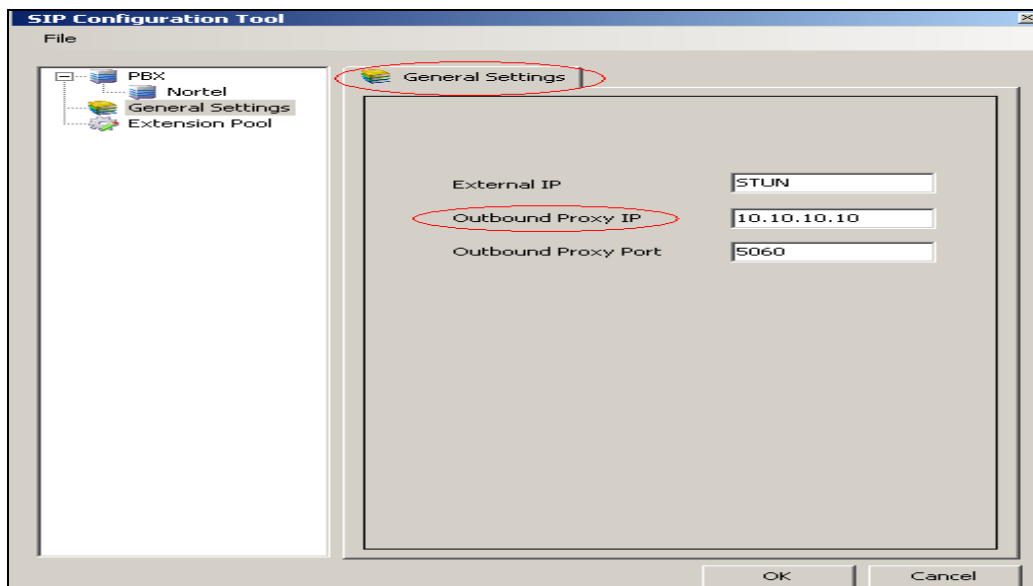 SIP Configuration Tool
File
PBX
Nortel
General Settings
Extension Pool
General Settings
External IP
STUN
Outbound Proxy IP
10.10.10.10
Outbound Proxy Port
5060
OK
Cancel